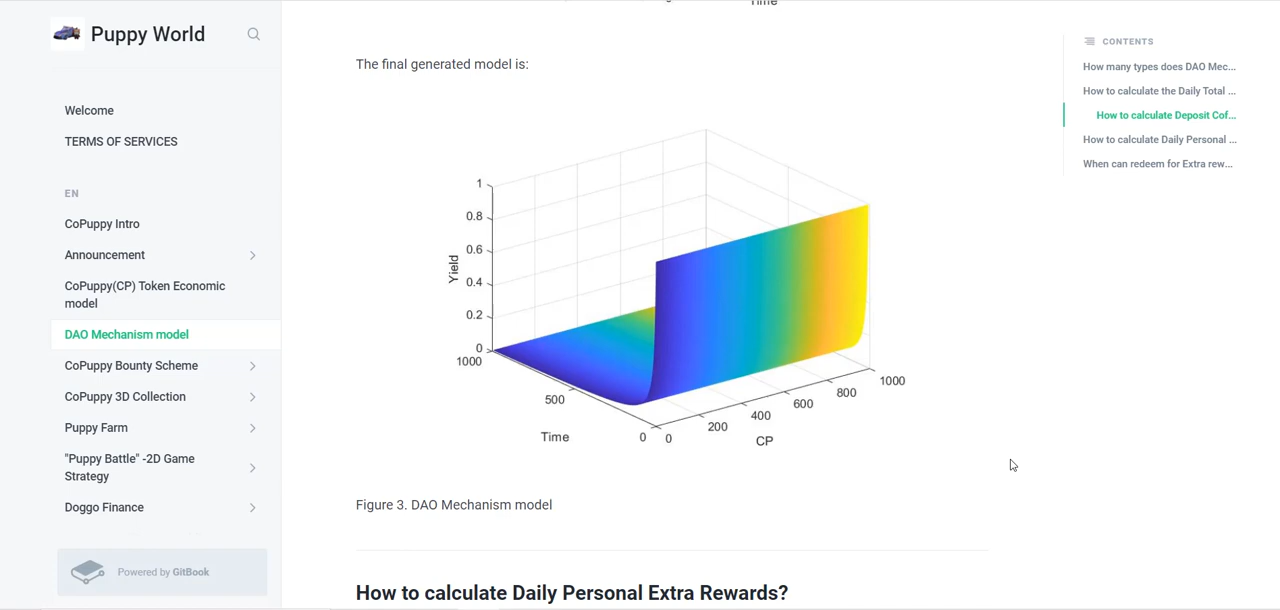 Time
Puppy World
The final generated model is:
Welcome
TERMS OF SERVICES
EN
CoPuppy Intro
Announcement
CoPuppy(CP) Token Economic
model
DAO Mechanism model
CoPuppy Bounty Scheme
CoPuppy 3D Collection
Puppy Farm
"Puppy Battle" -2D Game
Strategy
Doggo Finance
Powered by GitBook
1
0.8
0.6
0.4
0.2
0
Yield
1000
500
0
Time
0
200
400
600
800
1000
CP
Figure 3. DAO Mechanism model
How to calculate Daily Personal Extra Rewards?
CONTENTS
How many types does DAO Mec...
How to calculate the Daily Total ...
How to calculate Deposit Cof...
How to calculate Daily Personal ...
When can redeem for Extra rew...